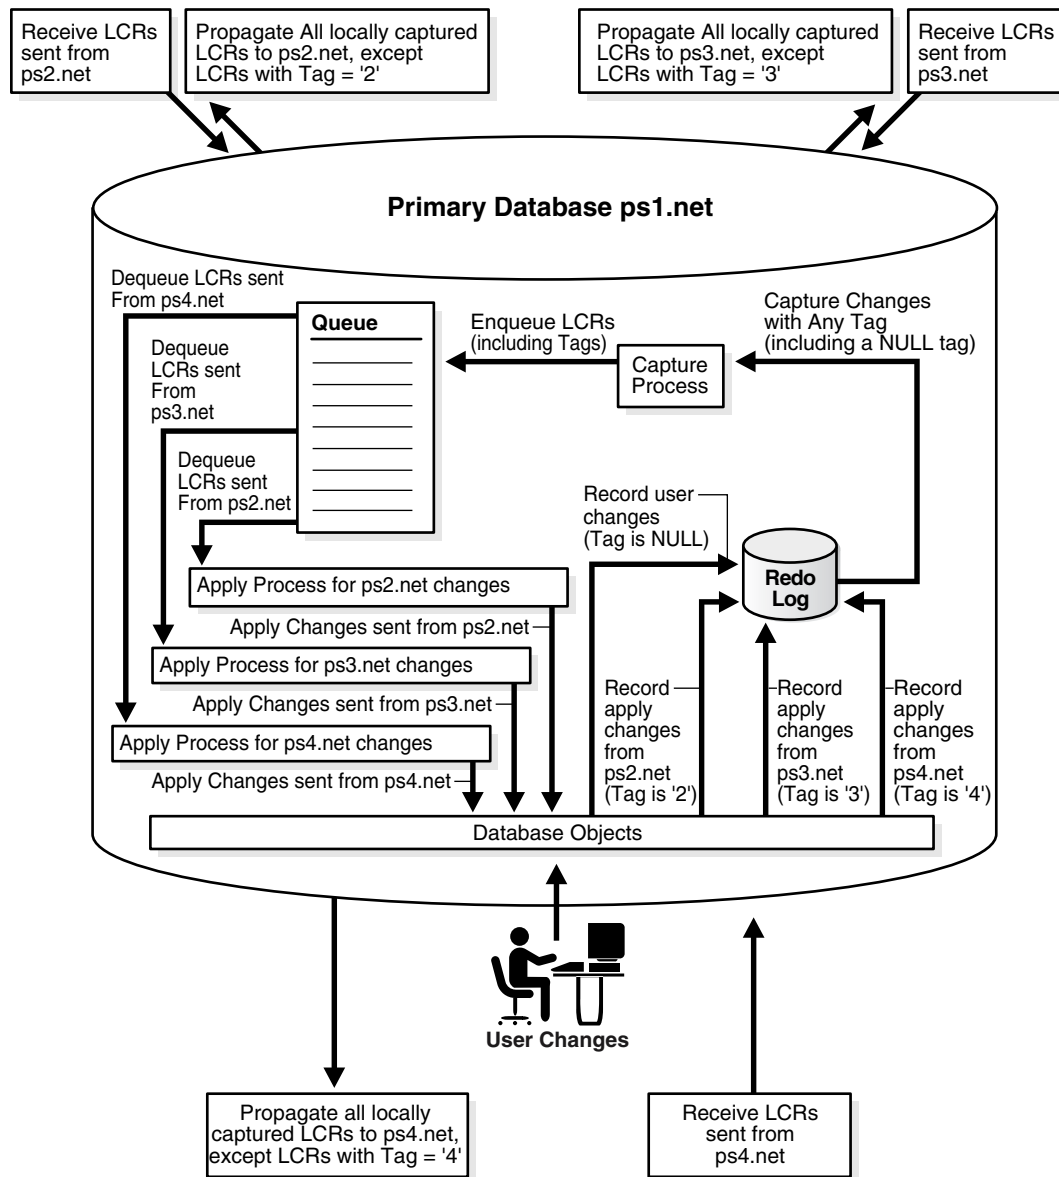 Receive LCRs
sent from
ps2.net
Propagate All locally captured
LCRs to ps2.net, except
LCRs with Tag = '2'
Propagate All locally captured
LCRs to ps3.net, except
LCRs with Tag = '3'
Receive LCRs
sent from
ps3.net
Primary Database ps1.net
Dequeue LCRs sent
From ps4.net
Dequeue
LCRs sent
From
ps3.net
Dequeue
LCRs sent
From ps2.net
Queue
Enqueue LCRs
(including Tags)
Capture
Process
Capture Changes
with Any Tag
(including a NULL tag)
Record user
changes
(Tag is NULL)
Redo
Log
Apply Process for ps2.net changes
Apply Changes sent from ps2.net
Apply Process for ps3.net changes
Apply Changes sent from ps3.net
Apply Process for ps4.net changes
Apply Changes sent from ps4.net
Record
apply
changes
from
ps2.net
(Tag is '2')
Record
apply
changes
from
ps3.net
(Tag is '3')
Record
apply
changes
from
ps4.net
(Tag is '4')
Database Objects
User Changes
Propagate all locally
captured LCRs to ps4.net,
except LCRs with Tag = '4'
Receive LCRs
sent from
ps4.net